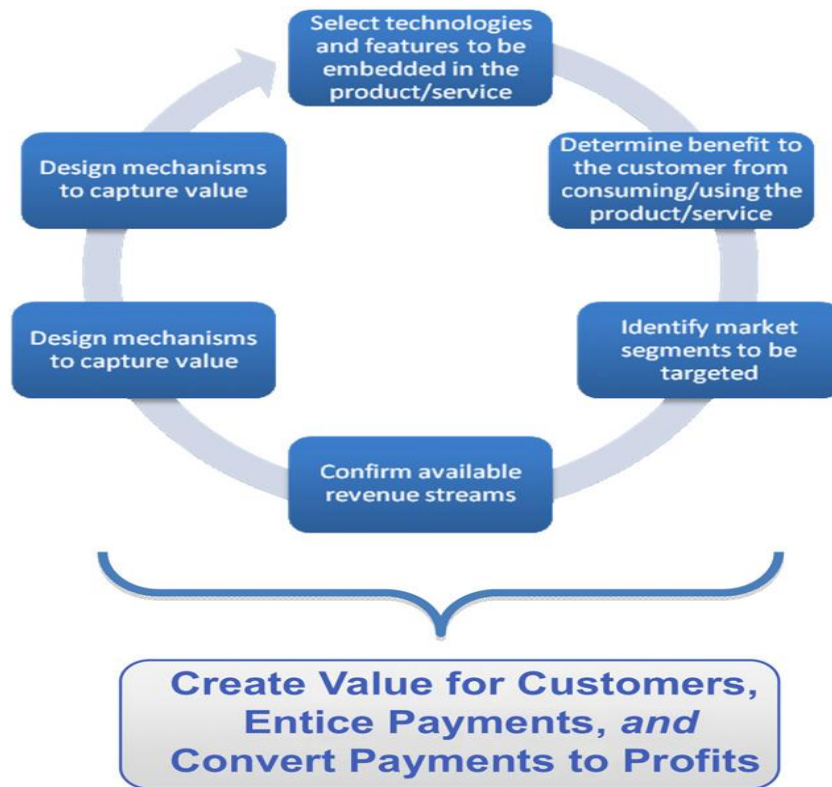 Select technologies
and features to be
embedded in the
product/service
Determine benefit to
the customer from
consuming/using the
product/service
Identify market
segments to be
targeted
Confirm available
revenue streams
Design mechanisms
to capture value
Design mechanisms
to capture value
Create Value for Customers,
Entice Payments, and
Convert Payments to Profits